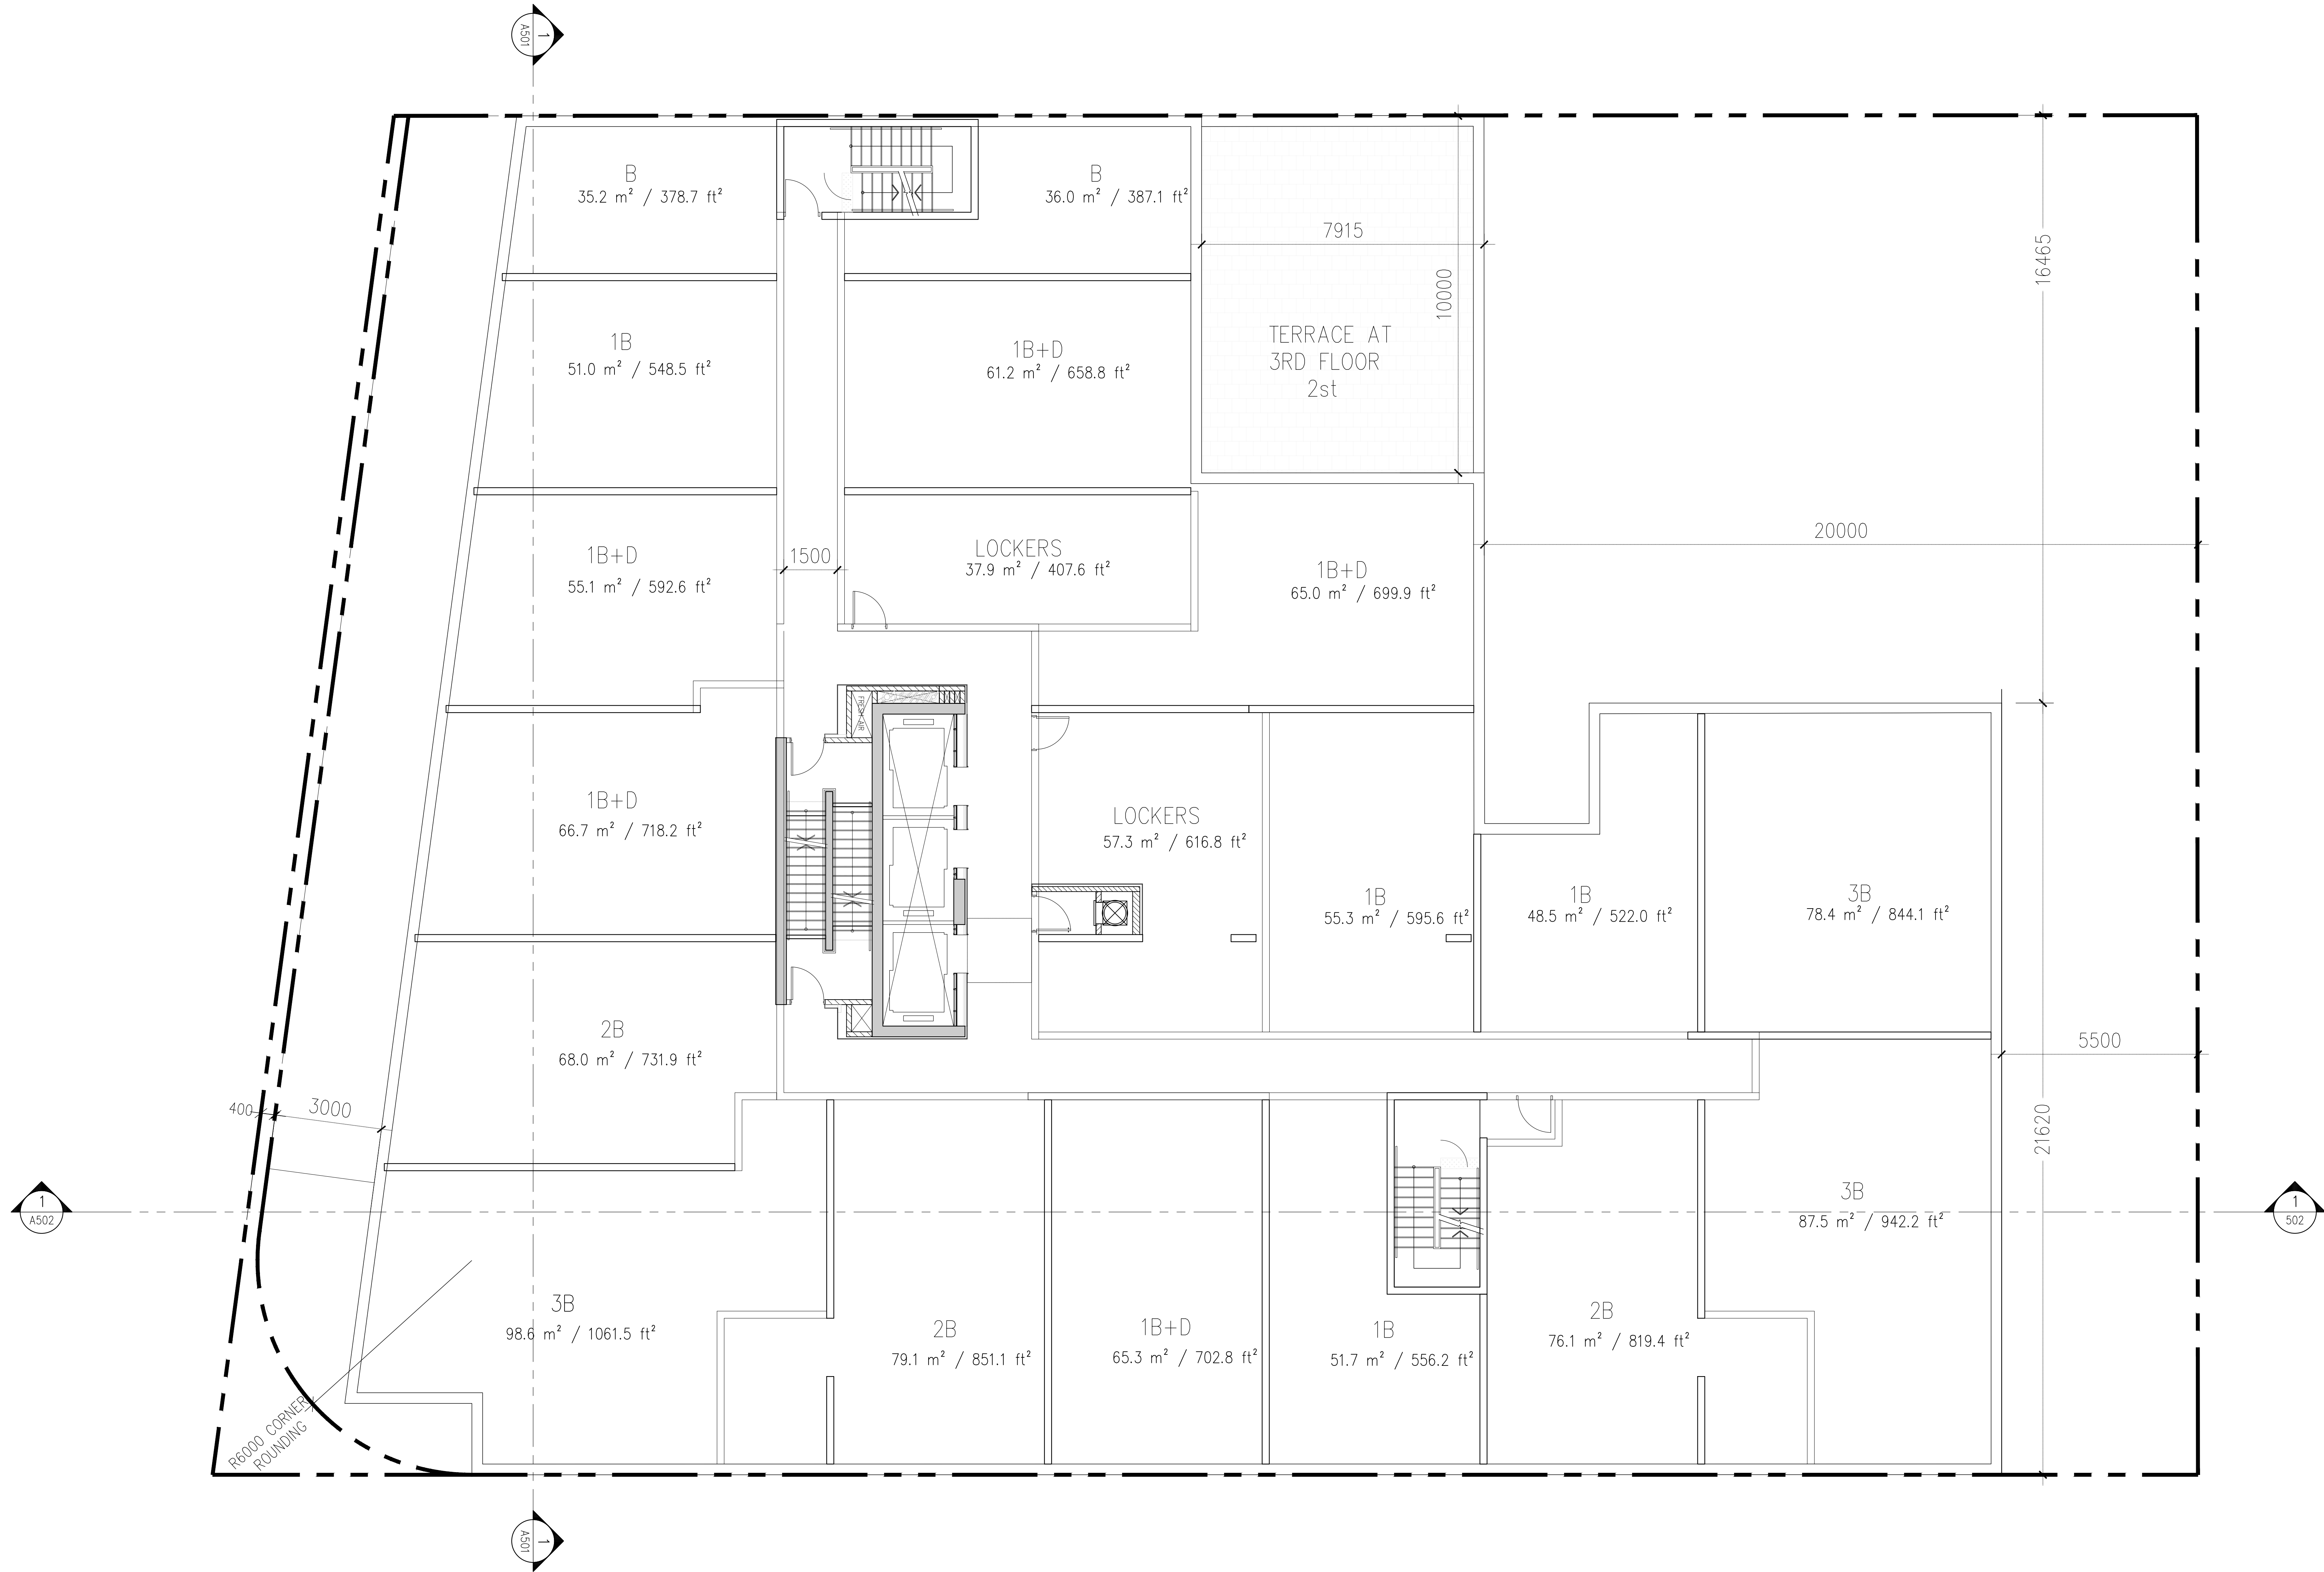 1
A501
B
35.2 m² / 378.7 ft²
B
36.0 m² / 387.1 ft²
7915
16465
10000
1B
51.0 m² / 548.5 ft²
1B+D
61.2 m² / 658.8 ft²
TERRACE AT
3RD FLOOR
2st
20000
1B+D
55.1 m² / 592.6 ft²
1500
LOCKERS
37.9 m² / 407.6 ft²
1B+D
65.0 m² / 699.9 ft²
FRESH AIR
1B+D
66.7 m² / 718.2 ft²
LOCKERS
57.3 m² / 616.8 ft²
1B
55.3 m² / 595.6 ft²
1B
48.5 m² / 522.0 ft²
3B
78.4 m² / 844.1 ft²
2B
68.0 m² / 731.9 ft²
5500
400
3000
21620
1
A502
3B
87.5 m² / 942.2 ft²
1
502
3B
98.6 m² / 1061.5 ft²
2B
79.1 m² / 851.1 ft²
1B+D
65.3 m² / 702.8 ft²
1B
51.7 m² / 556.2 ft²
2B
76.1 m² / 819.4 ft²
R6000 CORNER
ROUNDING
1
A501